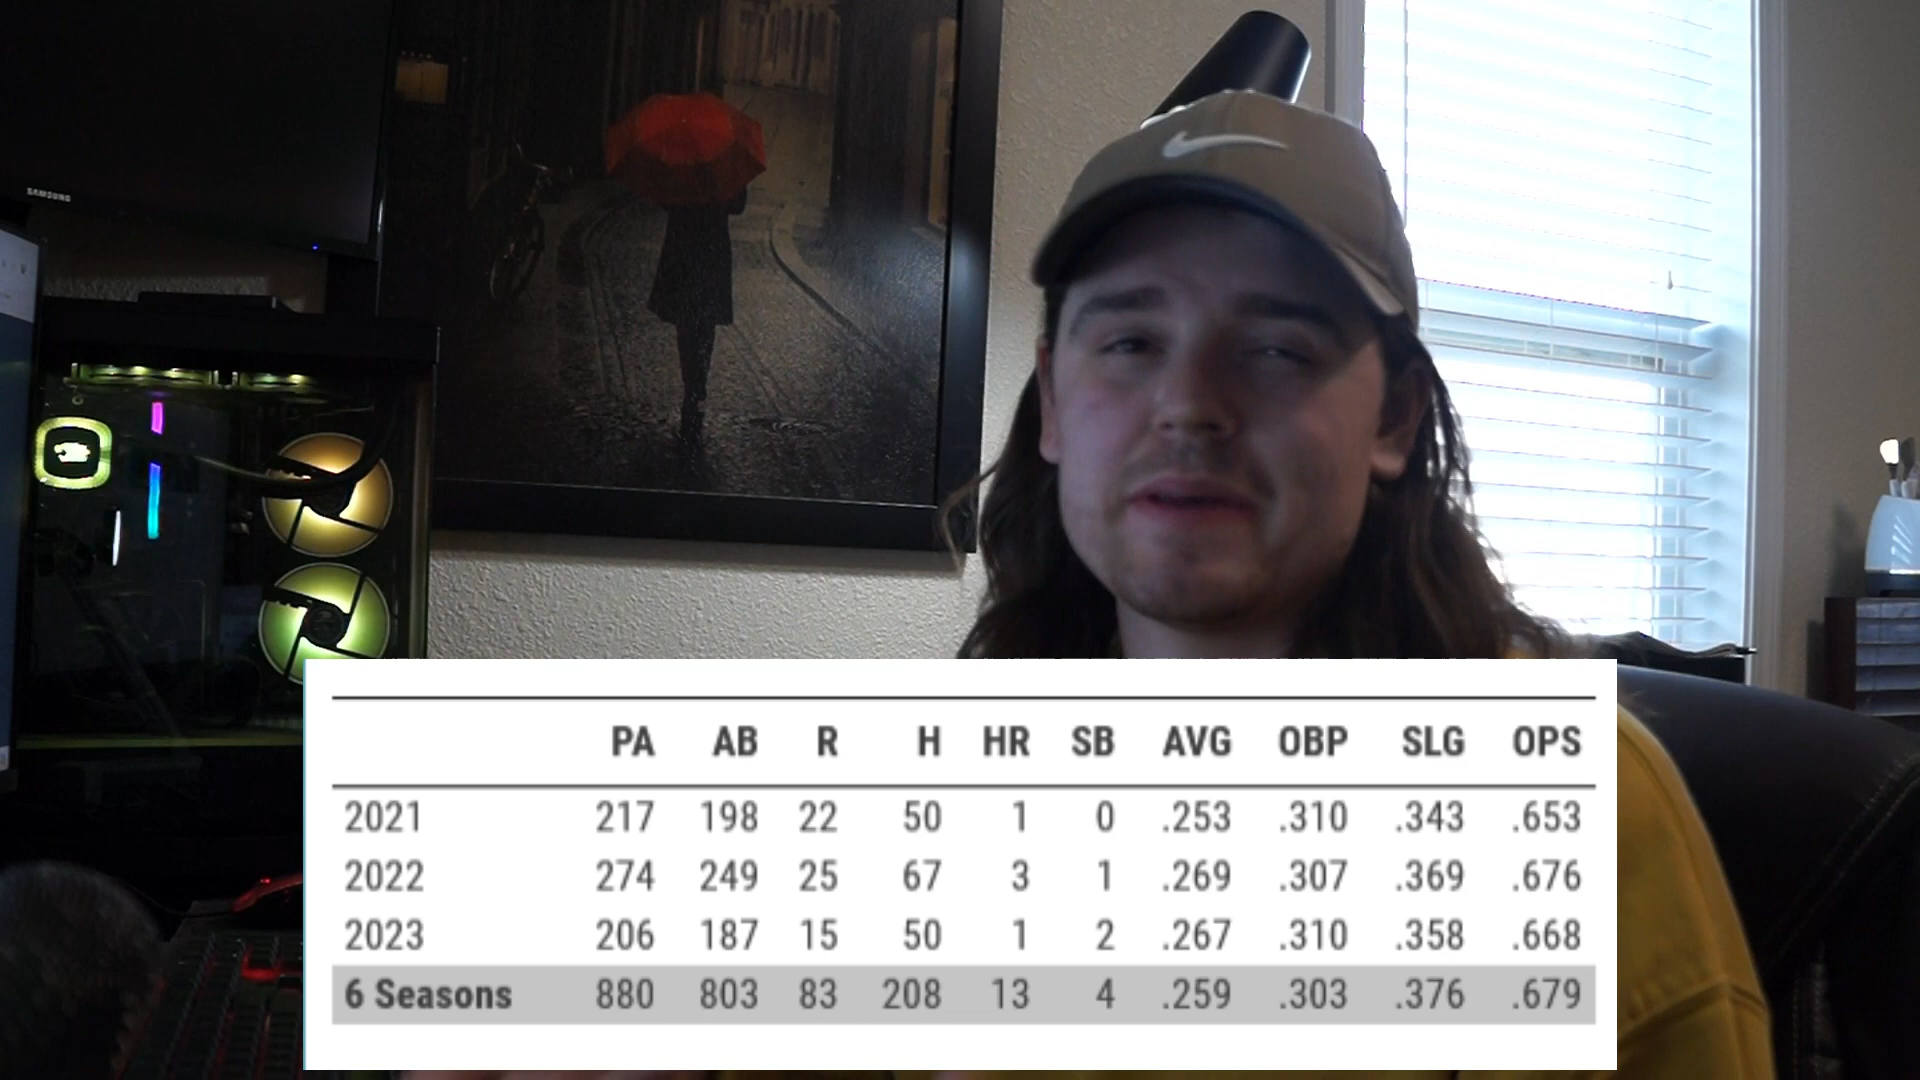 SAMSUNG
PA AB R H HR SB AVG OBP SLG OPS
2021 217 198 22 50 1 0 .253 .310 .343 .653
2022 274 249 25 67 3 1 .269 .307 .369 .676
2023 206 187 15 50 1 2 .267 .310 .358 .668
6 Seasons 880 803 83 208 13 4 .259 .303 .376 .679